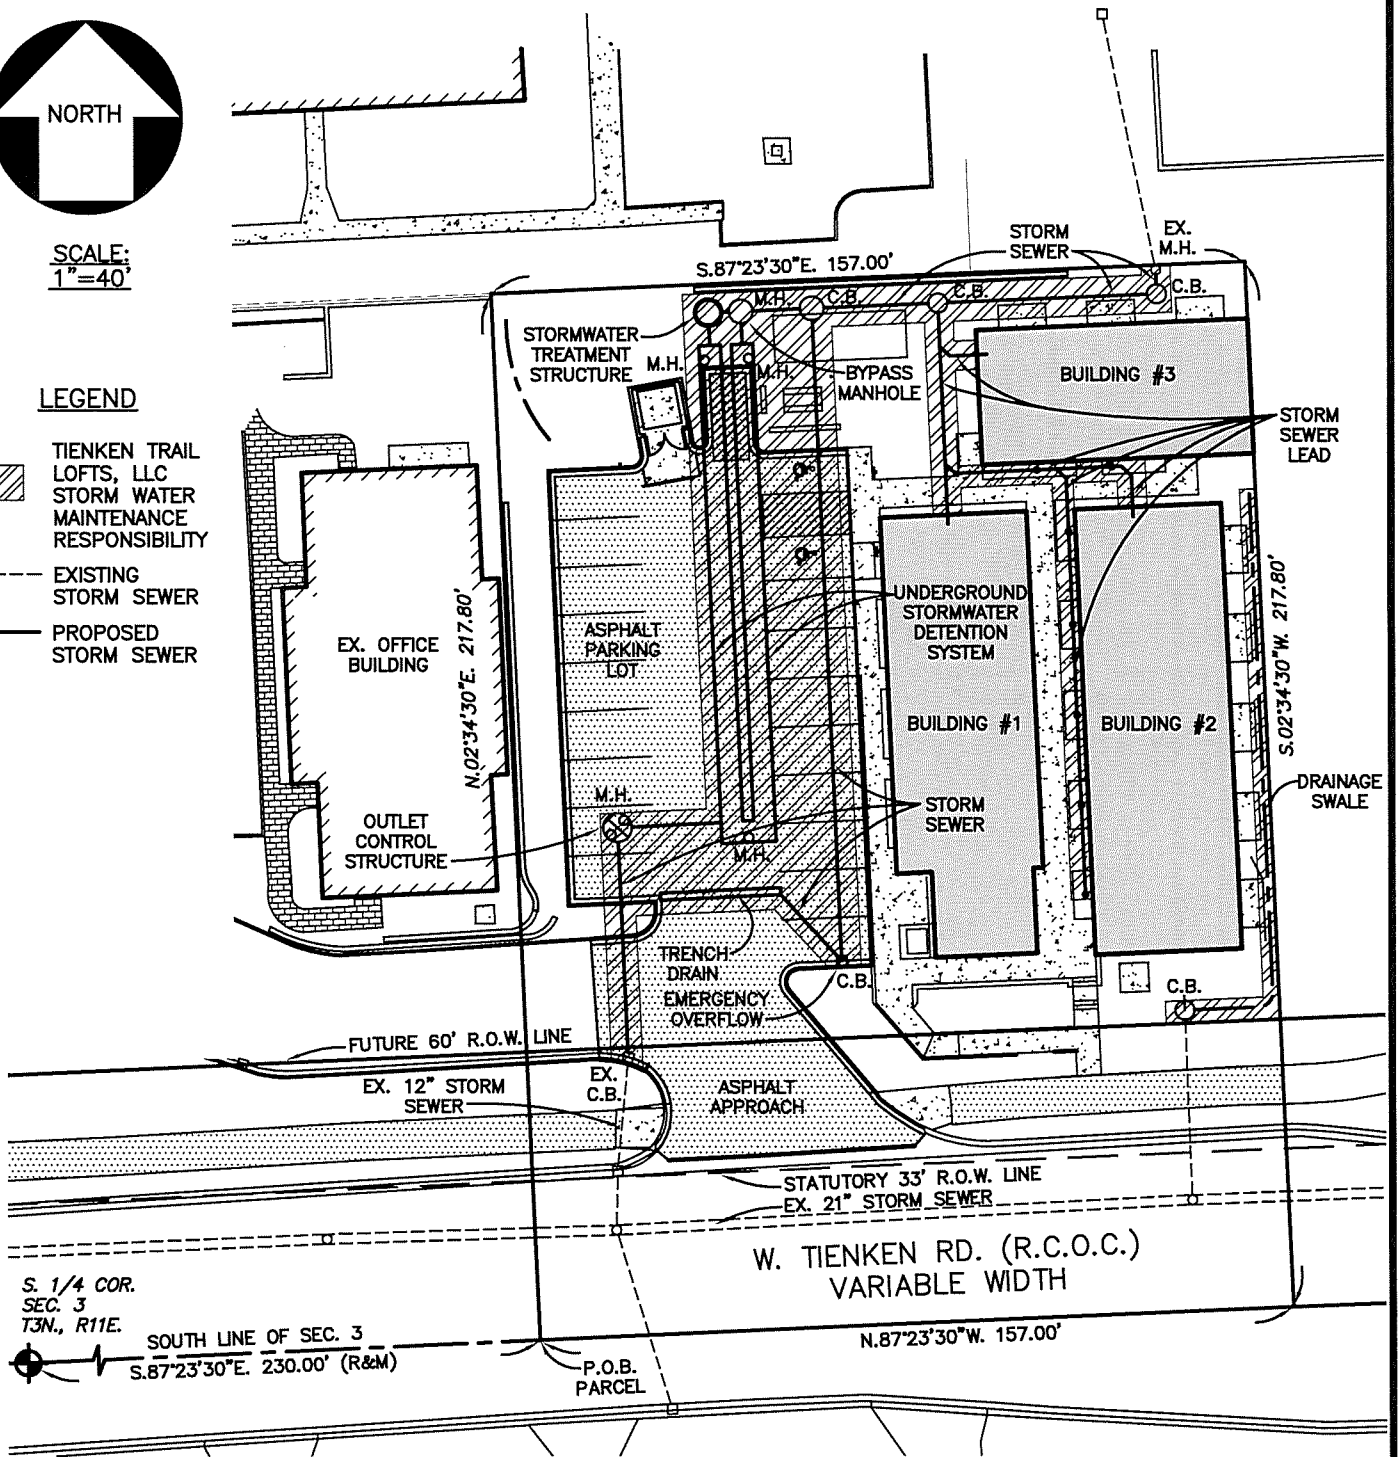 NORTH
SCALE:
1"=40'
LEGEND
TIENKEN TRAIL
LOFTS, LLC
STORM WATER
MAINTENANCE
RESPONSIBILITY
EXISTING
STORM SEWER
PROPOSED
STORM SEWER
S.87°23'30"E. 157.00'
STORM
SEWER
EX.
M.H.
M.H.
C.B.
C.B.
C.B.
STORMWATER
TREATMENT
STRUCTURE
M.H.
M.H.
BYPASS
MANHOLE
BUILDING #3
STORM
SEWER
LEAD
EX. OFFICE
BUILDING
N.02°34'30"E. 217.80'
ASPHALT
PARKING
LOT
UNDERGROUND
STORMWATER
DETENTION
SYSTEM
BUILDING #1
BUILDING #2
S.02°34'30"W. 217.80'
DRAINAGE
SWALE
M.H.
OUTLET
CONTROL
STRUCTURE
M.H.
STORM
SEWER
TRENCH
DRAIN
EMERGENCY
OVERFLOW
C.B.
C.B.
FUTURE 60' R.O.W. LINE
EX. 12" STORM
SEWER
EX.
C.B.
ASPHALT
APPROACH
STATUTORY 33' R.O.W. LINE
EX. 21" STORM SEWER
W. TIENKEN RD. (R.C.O.C.)
VARIABLE WIDTH
S. 1/4 COR.
SEC. 3
T3N., R11E.
SOUTH LINE OF SEC. 3
S.87°23'30"E. 230.00' (R&M)
P.O.B.
PARCEL
N.87°23'30"W. 157.00'